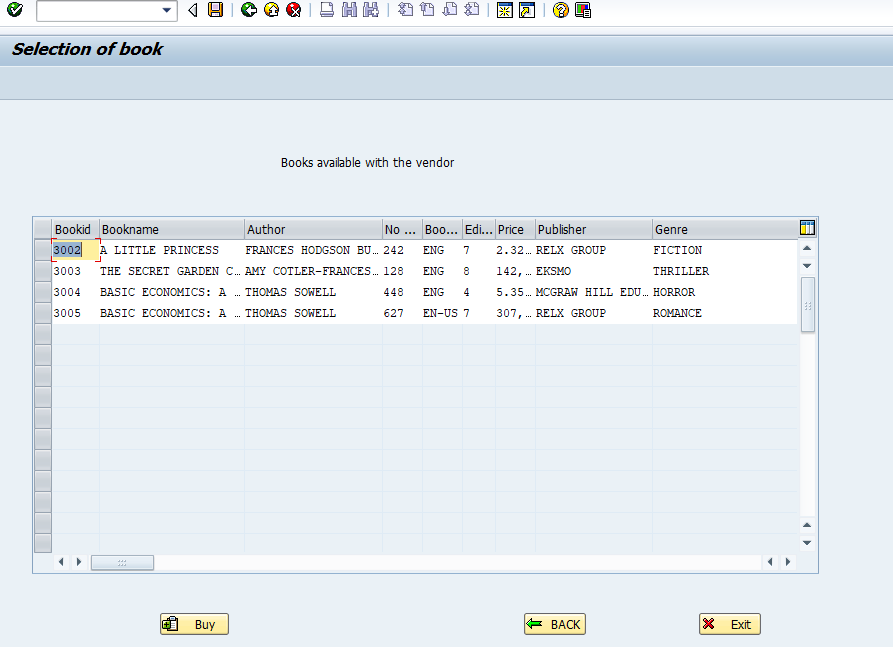 Selection of book
Books available with the vendor
Bookid Bookname Author No ... Boo... Edi... Price Publisher Genre
3002 A LITTLE PRINCESS FRANCES HODGSON BU... 242 ENG 7 2.32... RELX GROUP FICTION
3003 THE SECRET GARDEN C... AMY COTLER-FRANCES... 128 ENG 8 142,... EKSMO THRILLER
3004 BASIC ECONOMICS: A ... THOMAS SOWELL 448 ENG 4 5.35... MCGRAW HILL EDU... HORROR
3005 BASIC ECONOMICS: A ... THOMAS SOWELL 627 EN-US 7 307,... RELX GROUP ROMANCE
Buy BACK Exit